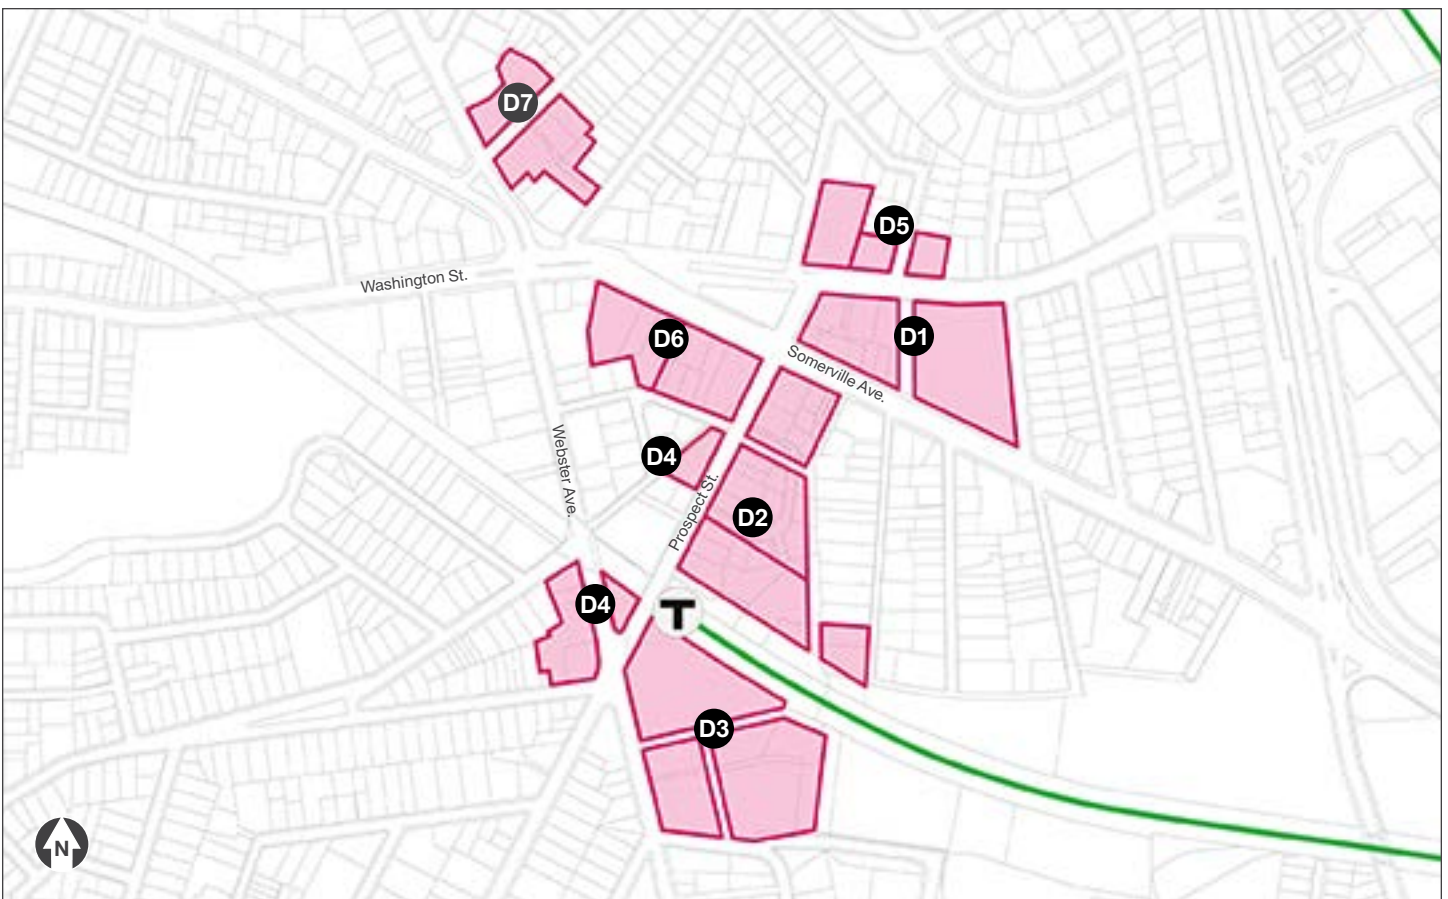 D7
D5
Washington St.
D1
D6
Somerville Ave.
D4
Webster Ave.
Prospect St.
D2
D4
T
D3
N